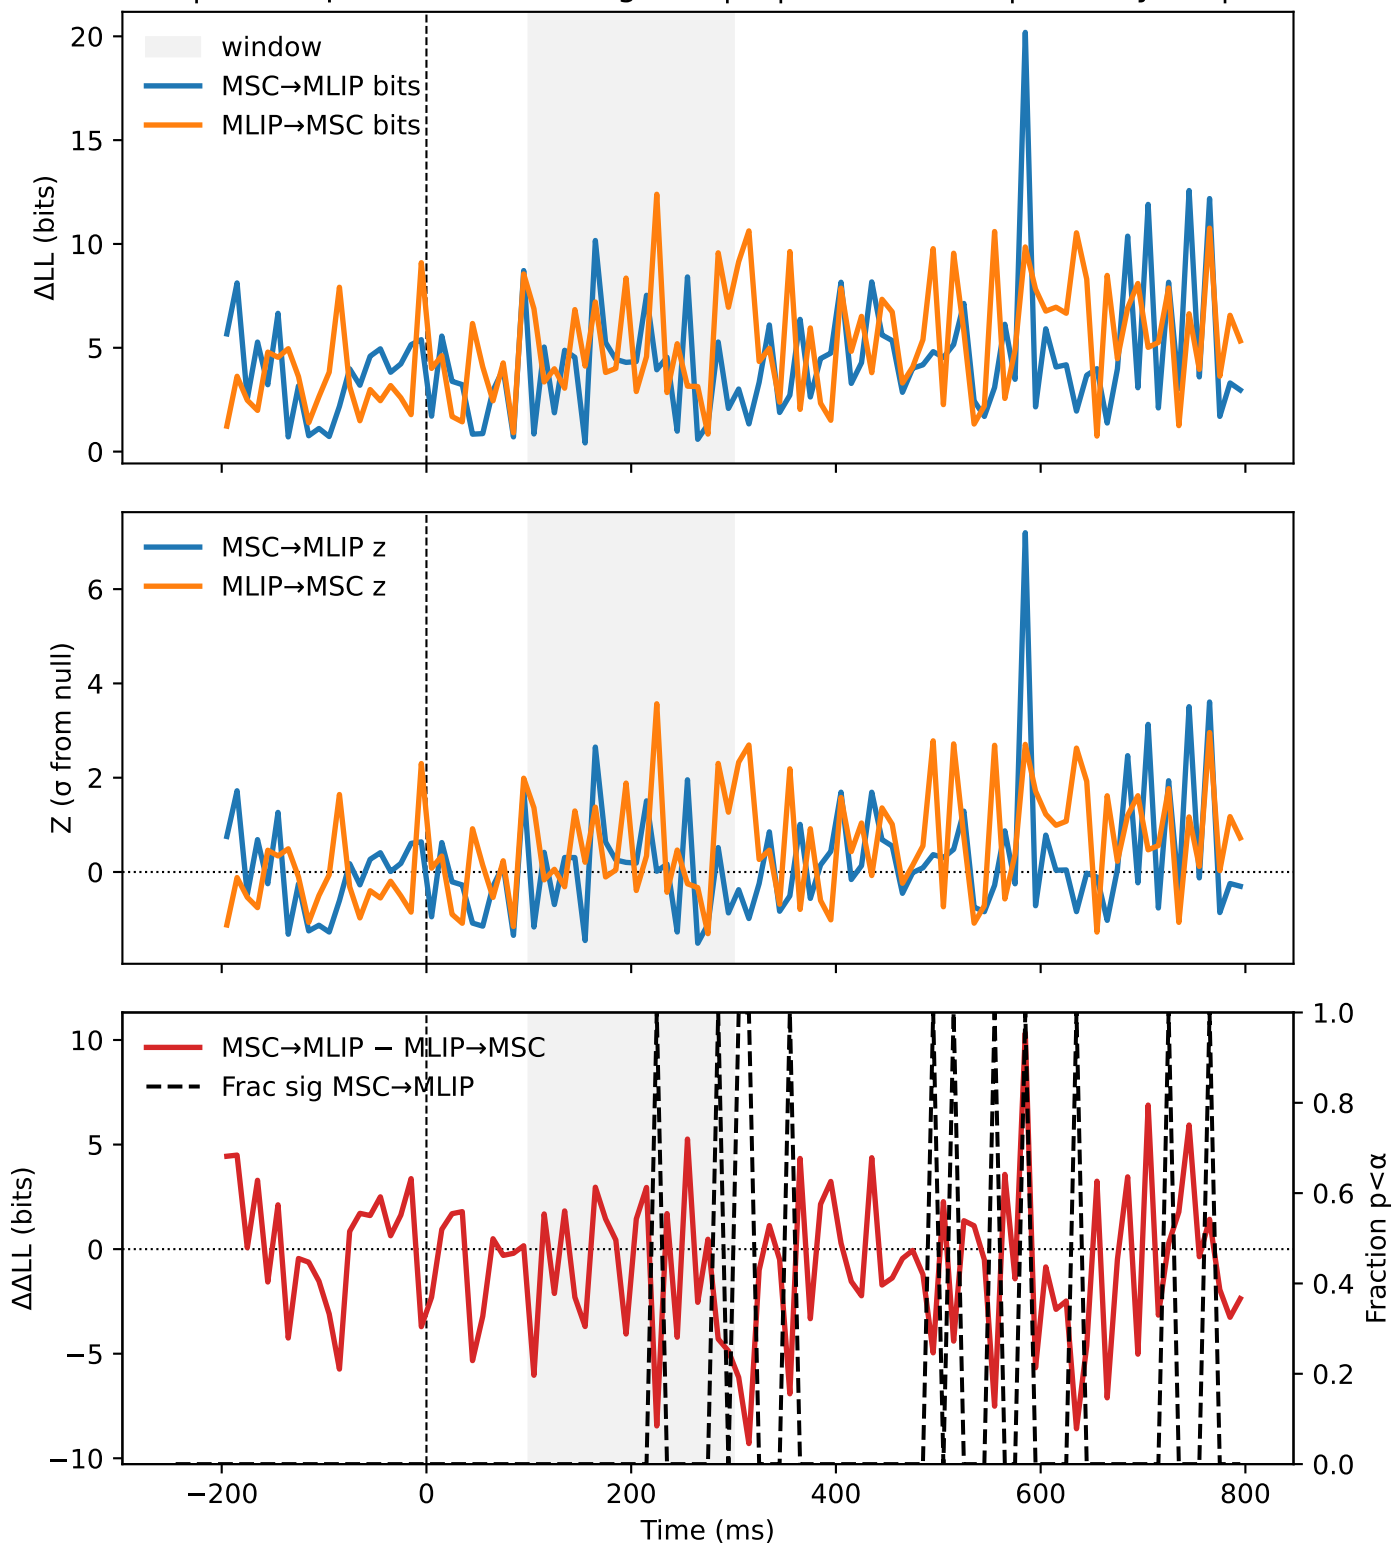 20
15
10
5
0
ΔLL (bits)
window
MSC→MLIP bits
MLIP→MSC bits
6
4
2
0
Z (σ from null)
MSC→MLIP z
MLIP→MSC z
10
5
0
−5
−10
ΔΔLL (bits)
MSC→MLIP − MLIP→MSC
Frac sig MSC→MLIP
1.0
0.8
0.6
0.4
0.2
0.0
Fraction p<α
−200 0 200 400 600 800
Time (ms)